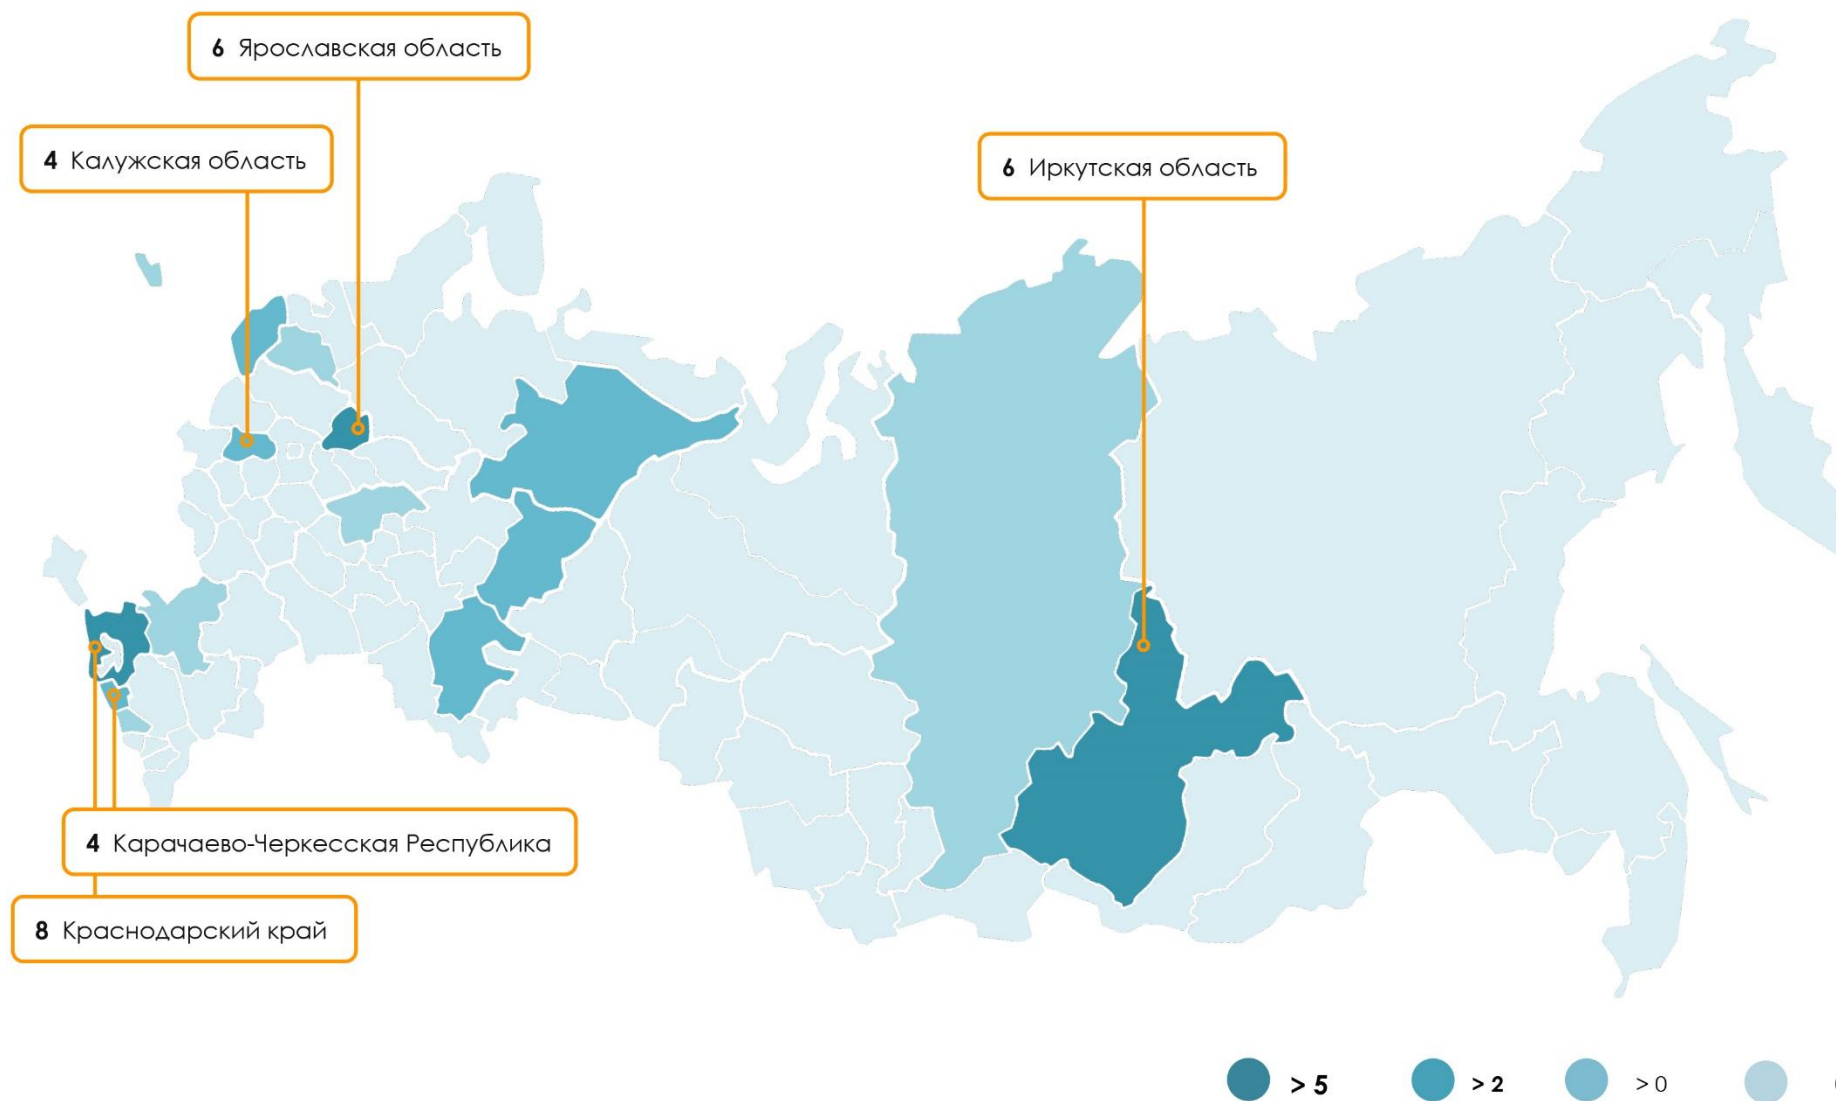 6 Ярославская область
4 Калужская область
6 Иркутская область
4 Карачаево-Черкесская Республика
8 Краснодарский край
> 5
> 2
> 0